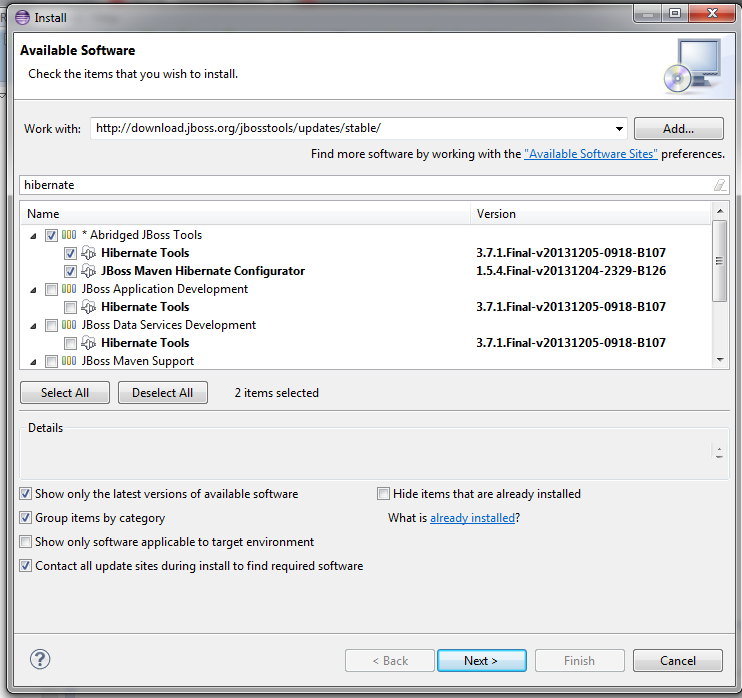 Install
Available Software
Check the items that you wish to install.
Work with: http://download.jboss.org/jbosstools/updates/stable/ Add...
Find more software by working with the "Available Software Sites" preferences.
hibernate
Name Version
* Abridged JBoss Tools
Hibernate Tools 3.7.1.Final-v20131205-0918-B107
JBoss Maven Hibernate Configurator 1.5.4.Final-v20131204-2329-B126
JBoss Application Development
Hibernate Tools 3.7.1.Final-v20131205-0918-B107
JBoss Data Services Development
Hibernate Tools 3.7.1.Final-v20131205-0918-B107
JBoss Maven Support
Select All Deselect All 2 items selected
Details
Show only the latest versions of available software Hide items that are already installed
Group items by category What is already installed?
Show only software applicable to target environment
Contact all update sites during install to find required software
? < Back Next > Finish Cancel